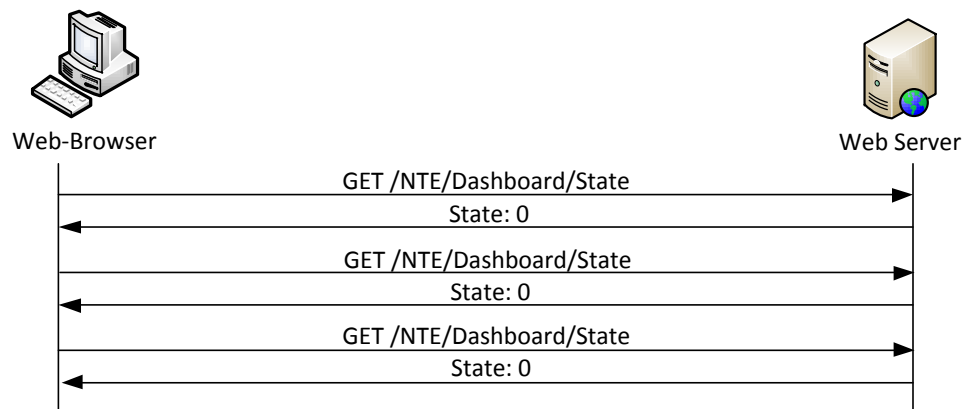 Web-Browser
Web Server
GET /NTE/Dashboard/State
State: 0
GET /NTE/Dashboard/State
State: 0
GET /NTE/Dashboard/State
State: 0